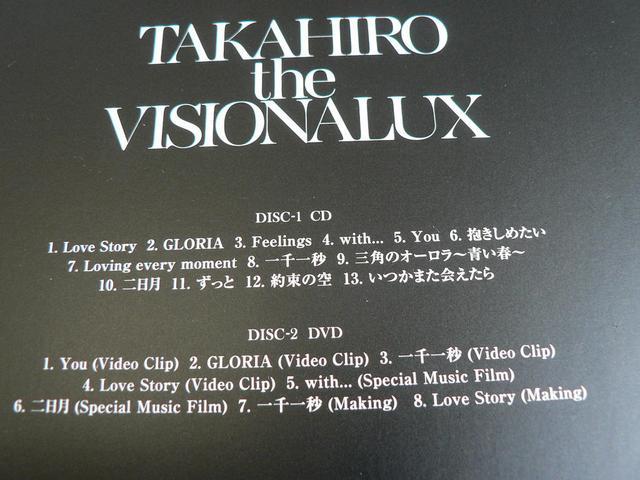 TAKAHIRO
the
VISIONALUX
DISC-1 CD
1. Love Story 2. GLORIA 3. Feelings 4. with... 5. You 6. 抱きしめたい
7. Loving every moment 8. 一千一秒 9. 三角のオーロラ〜青い春〜
10. 二日月 11. ずっと 12. 約束の空 13. いつかまた会えたら
DISC-2 DVD
1. You (Video Clip) 2. GLORIA (Video Clip) 3. 一千一秒 (Video Clip)
4. Love Story (Video Clip) 5. with... (Special Music Film)
6. 二日月 (Special Music Film) 7. 一千一秒 (Making) 8. Love Story (Making)